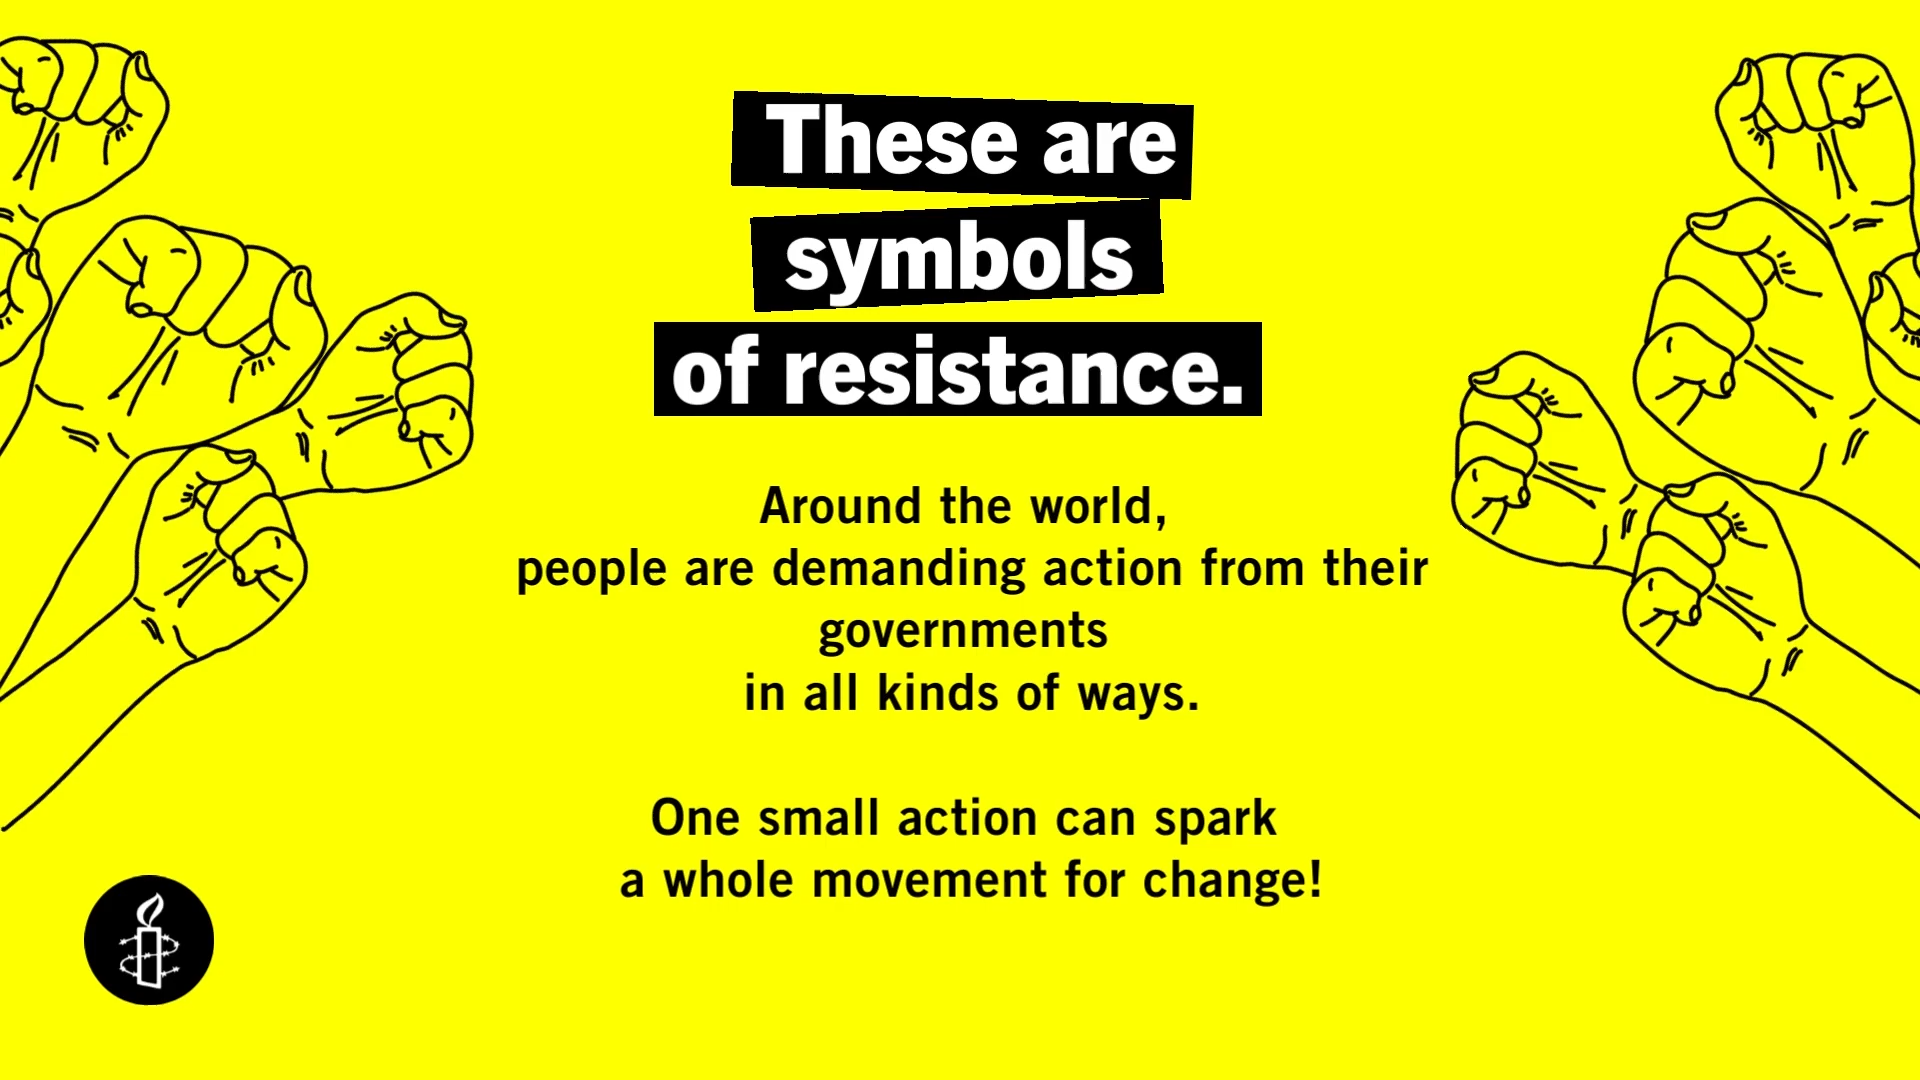 These are
symbols
of resistance.
Around the world,
people are demanding action from their
governments
in all kinds of ways.
One small action can spark
a whole movement for change!